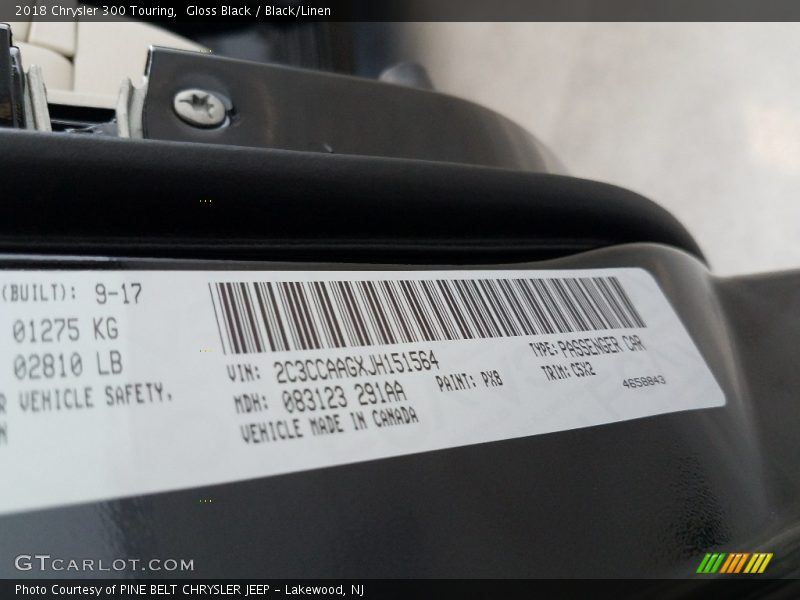 2018 Chrysler 300 Touring,  Gloss Black / Black/Linen
(BUILT): 9-17
01275 KG
02810 LB
VEHICLE SAFETY.
VIN: 2C3CCAAGXJH151564
TYPE: PASSENGER CAR
MDH: 083123 291AA
PAINT: PX8
TRIM: C5X2
VEHICLE MADE IN CANADA
4658843
GTCARLOT.COM
Photo Courtesy of PINE BELT CHRYSLER JEEP - Lakewood, NJ